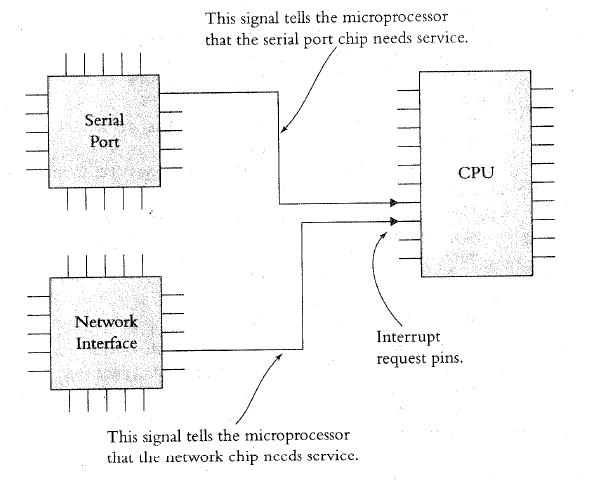 This signal tells the microprocessor
that the serial port chip needs service.
Serial
Port
CPU
Network
Interface
Interrupt
request pins.
This signal tells the microprocessor
that the network chip needs service.